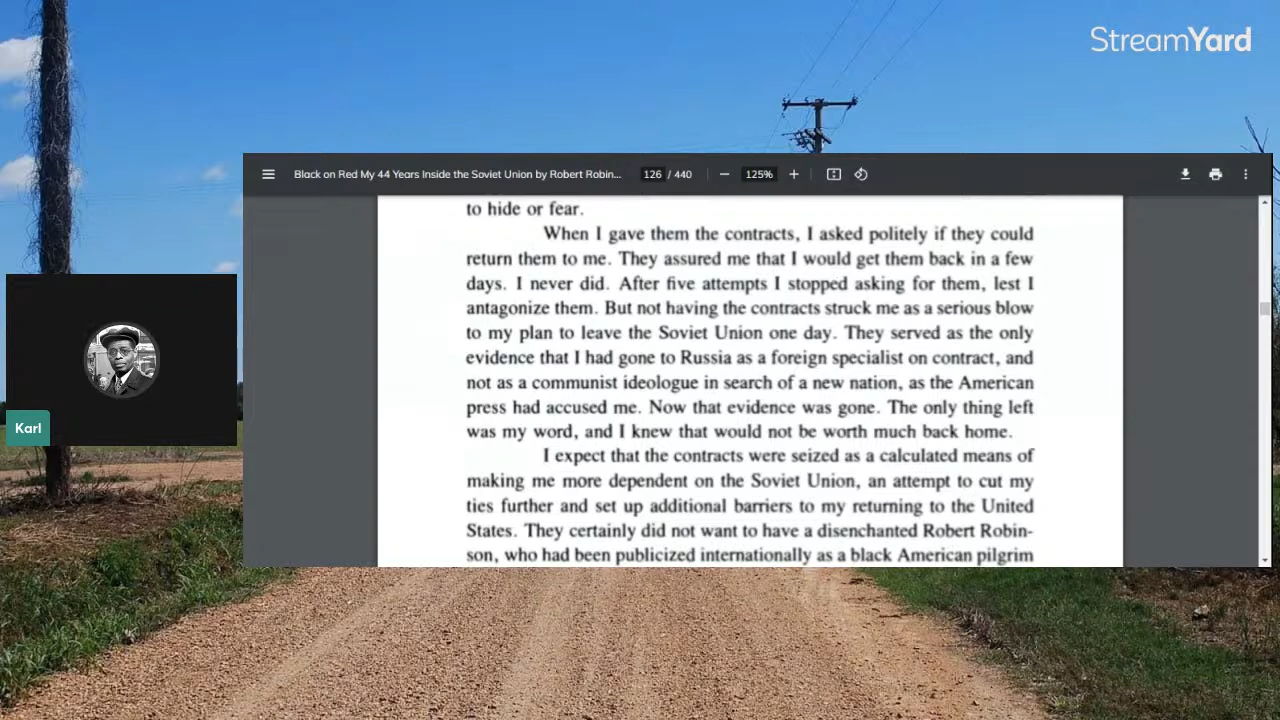 StreamYard
Black on Red My 44 Years Inside the Soviet Union by Robert Robin...
126 / 440
125%
to hide or fear.
When I gave them the contracts, I asked politely if they could
return them to me. They assured me that I would get them back in a few
days. I never did. After five attempts I stopped asking for them, lest I
antagonize them. But not having the contracts struck me as a serious blow
to my plan to leave the Soviet Union one day. They served as the only
evidence that I had gone to Russia as a foreign specialist on contract, and
not as a communist ideologue in search of a new nation, as the American
press had accused me. Now that evidence was gone. The only thing left
was my word, and I knew that would not be worth much back home.
I expect that the contracts were seized as a calculated means of
making me more dependent on the Soviet Union, an attempt to cut my
ties further and set up additional barriers to my returning to the United
States. They certainly did not want to have a disenchanted Robert Robin-
son, who had been publicized internationally as a black American pilgrim
Karl